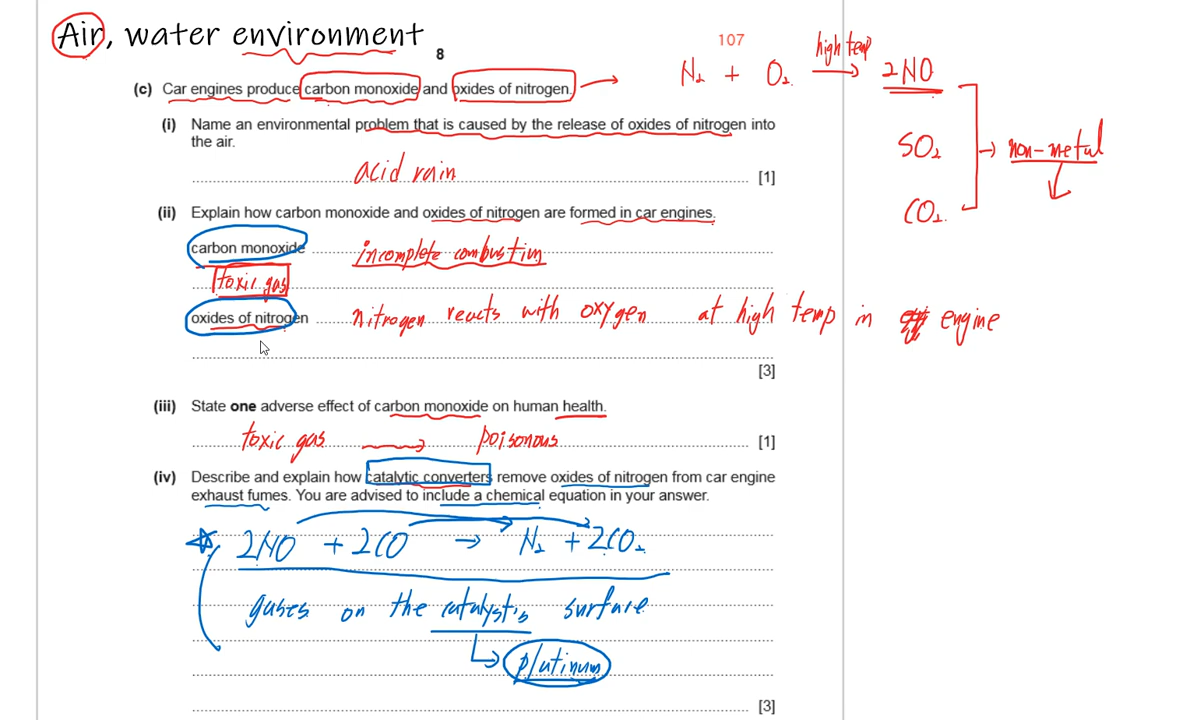 Air, water environment
8
107
N₂ + O₂ high temp → 2NO
SO₂
CO₂
→ non-metal
(c) Car engines produce carbon monoxide and oxides of nitrogen.
(i) Name an environmental problem that is caused by the release of oxides of nitrogen into
the air.
acid rain [1]
(ii) Explain how carbon monoxide and oxides of nitrogen are formed in car engines.
carbon monoxide incomplete combustion
toxic gas
oxides of nitrogen nitrogen reacts with oxygen at high temp in engine
[3]
(iii) State one adverse effect of carbon monoxide on human health.
toxic gas → poisonous [1]
(iv) Describe and explain how catalytic converters remove oxides of nitrogen from car engine
exhaust fumes. You are advised to include a chemical equation in your answer.
2NO + 2CO → N₂ + 2CO₂
gases on the catalyst's surface
platinum
[3]